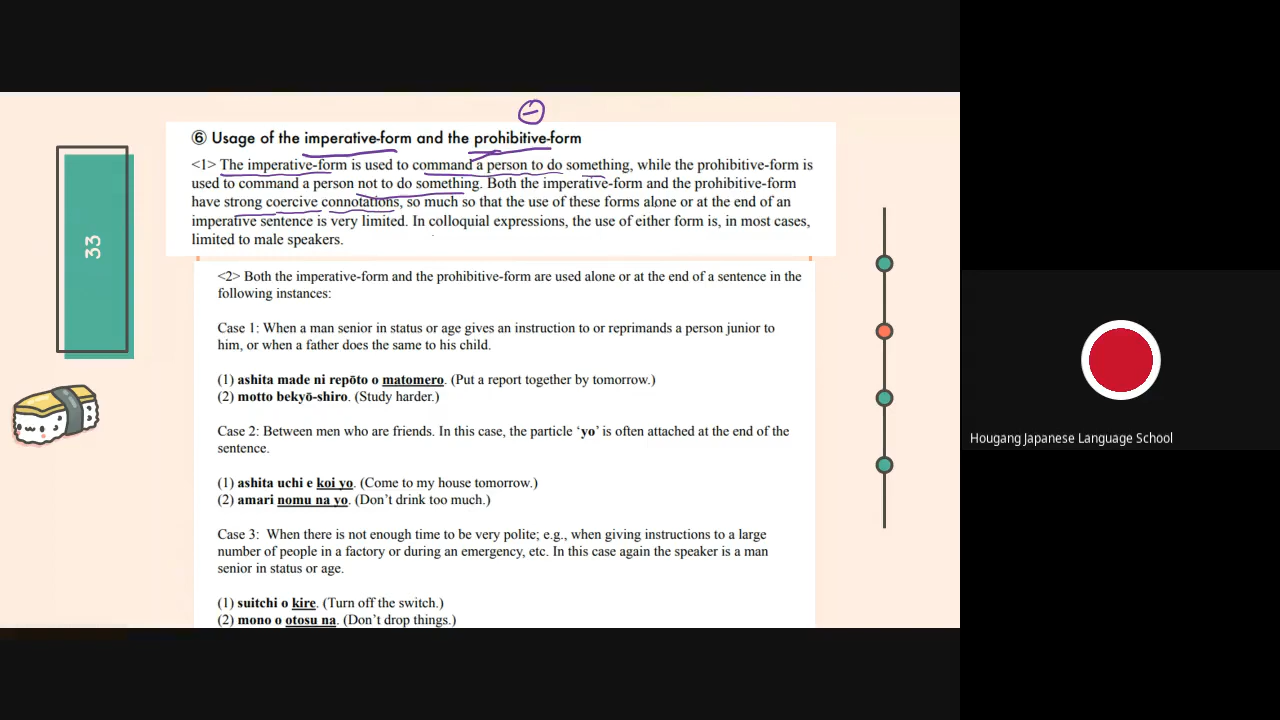 ⑥ Usage of the imperative-form and the prohibitive-form
<1> The imperative-form is used to command a person to do something, while the prohibitive-form is
used to command a person not to do something. Both the imperative-form and the prohibitive-form
have strong coercive connotations, so much so that the use of these forms alone or at the end of an
imperative sentence is very limited. In colloquial expressions, the use of either form is, in most cases,
limited to male speakers.
33
<2> Both the imperative-form and the prohibitive-form are used alone or at the end of a sentence in the
following instances:
Case 1: When a man senior in status or age gives an instruction to or reprimands a person junior to
him, or when a father does the same to his child.
(1) ashita made ni repōto o matomero. (Put a report together by tomorrow.)
(2) motto bekyō-shiro. (Study harder.)
Case 2: Between men who are friends. In this case, the particle ‘yo’ is often attached at the end of the
sentence.
(1) ashita uchi e koi yo. (Come to my house tomorrow.)
(2) amari nomu na yo. (Don’t drink too much.)
Case 3: When there is not enough time to be very polite; e.g., when giving instructions to a large
number of people in a factory or during an emergency, etc. In this case again the speaker is a man
senior in status or age.
(1) suitchi o kire. (Turn off the switch.)
(2) mono o otosu na. (Don’t drop things.)
Hougang Japanese Language School